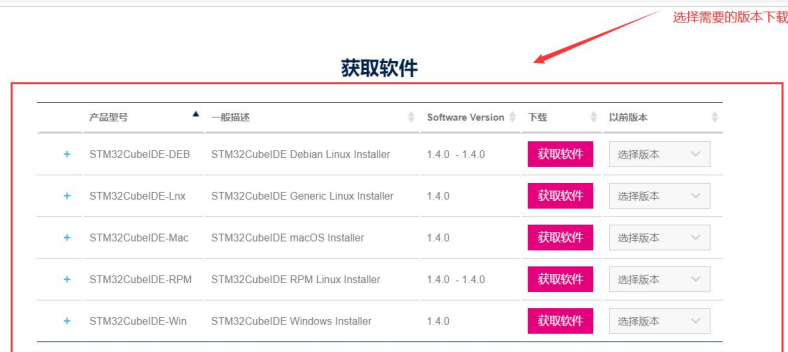 选择需要的版本下载
获取软件
产品型号 一般描述 Software Version 下载 以前版本
+ STM32CubeIDE-DEB STM32CubeIDE Debian Linux Installer 1.4.0 - 1.4.0 获取软件 选择版本
+ STM32CubeIDE-Lnx STM32CubeIDE Generic Linux Installer 1.4.0 获取软件 选择版本
+ STM32CubeIDE-Mac STM32CubeIDE macOS Installer 1.4.0 获取软件 选择版本
+ STM32CubeIDE-RPM STM32CubeIDE RPM Linux Installer 1.4.0 - 1.4.0 获取软件 选择版本
+ STM32CubeIDE-Win STM32CubeIDE Windows Installer 1.4.0 获取软件 选择版本